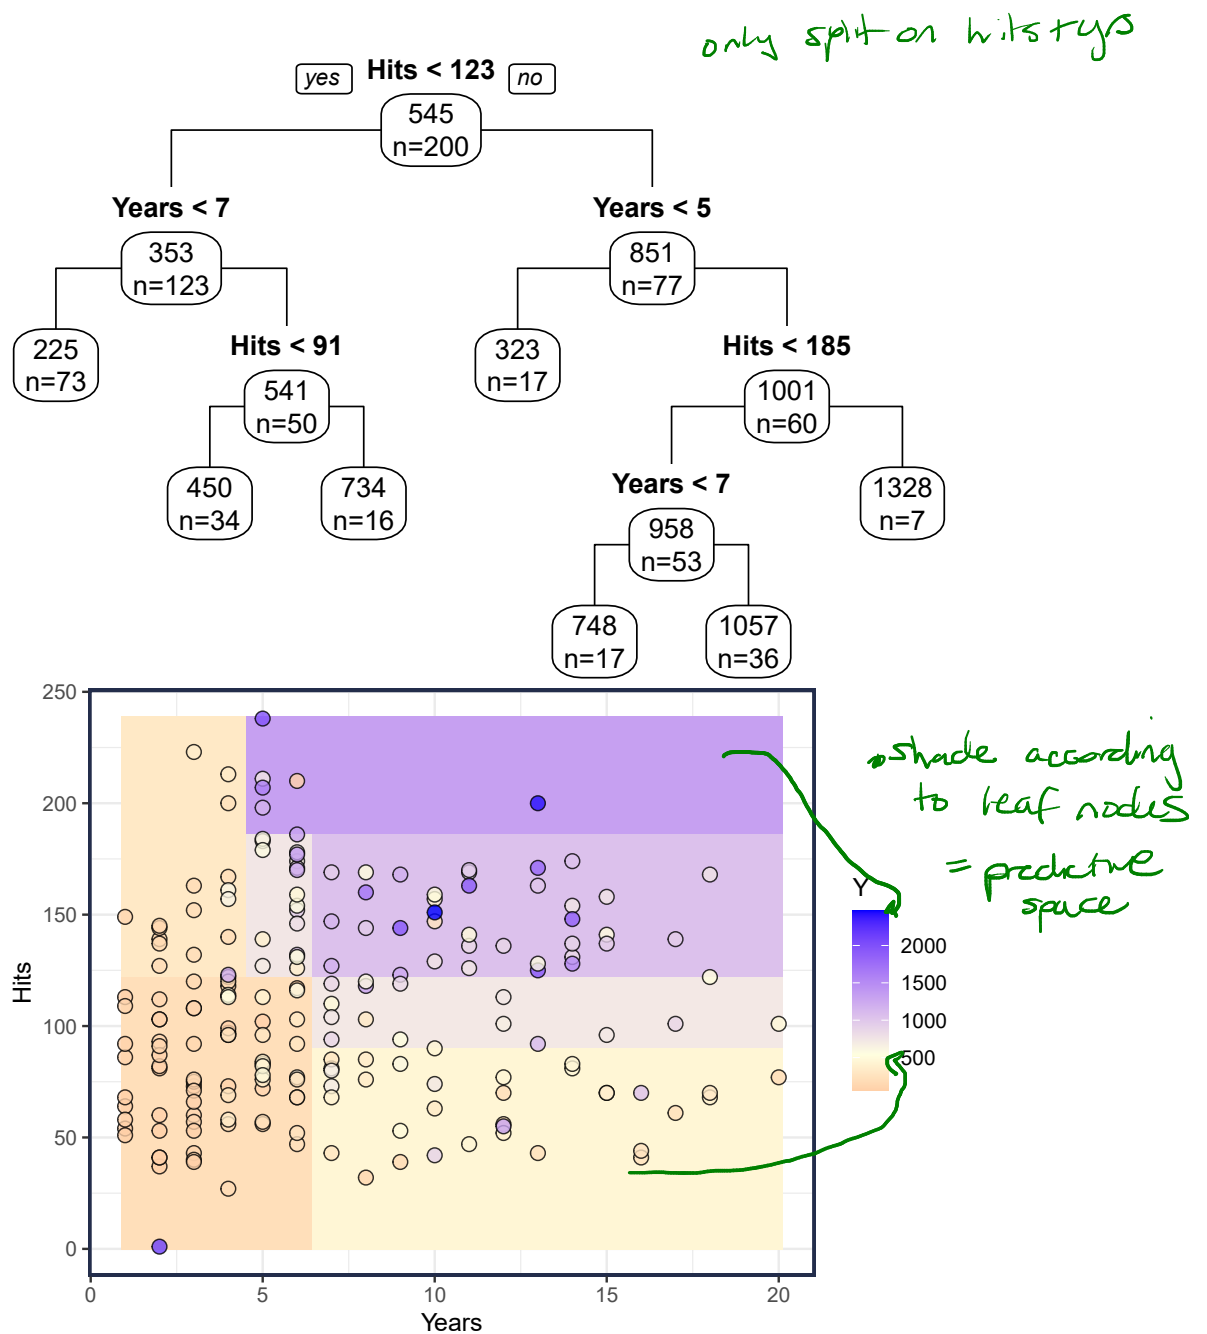 only split on hits + yrs
yes Hits < 123 no
545
n=200
Years < 7 Years < 5
353 851
n=123 n=77
225 Hits < 91 323 Hits < 185
n=73 541 n=17 1001
n=50 n=60
450 734 Years < 7 1328
n=34 n=16 958 n=7
n=53
748 1057
n=17 n=36
250
200
150
100
50
0
Hits
0 5 10 15 20
Years
shade according
to leaf nodes
= predictive
space
Y
2000
1500
1000
500